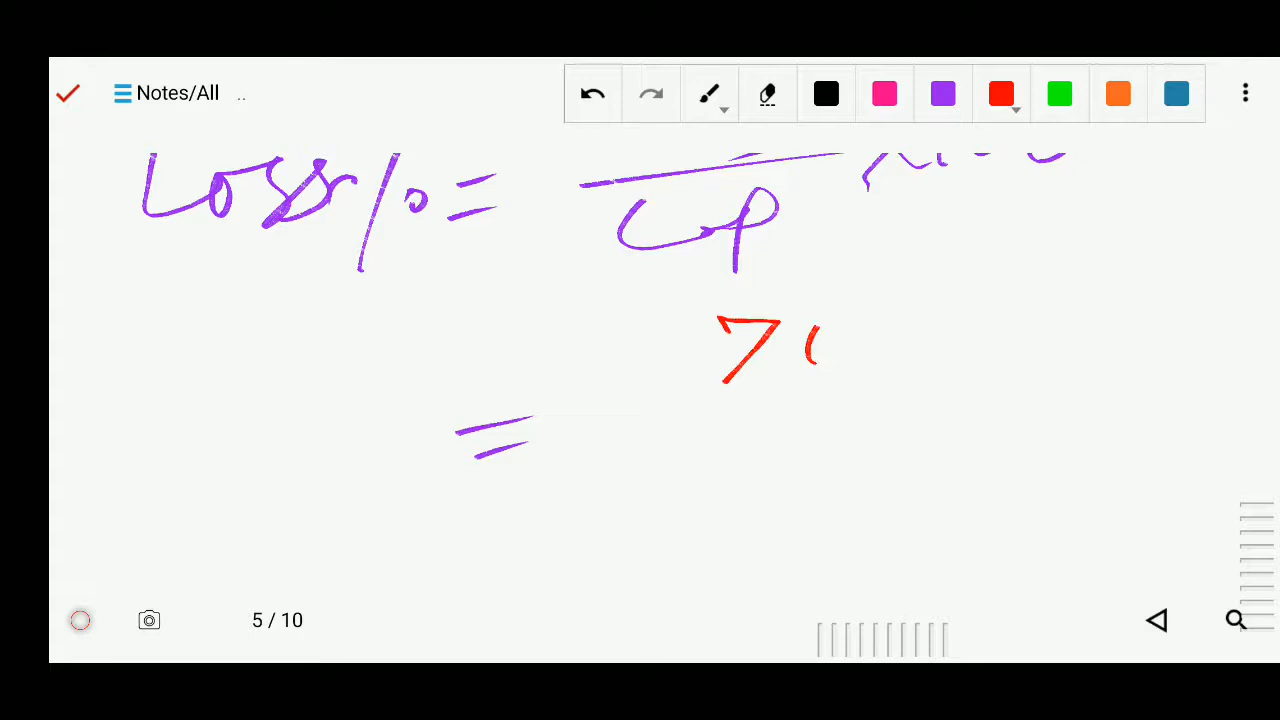 Notes/All ..
Loss% =
CP
7
=
5 / 10